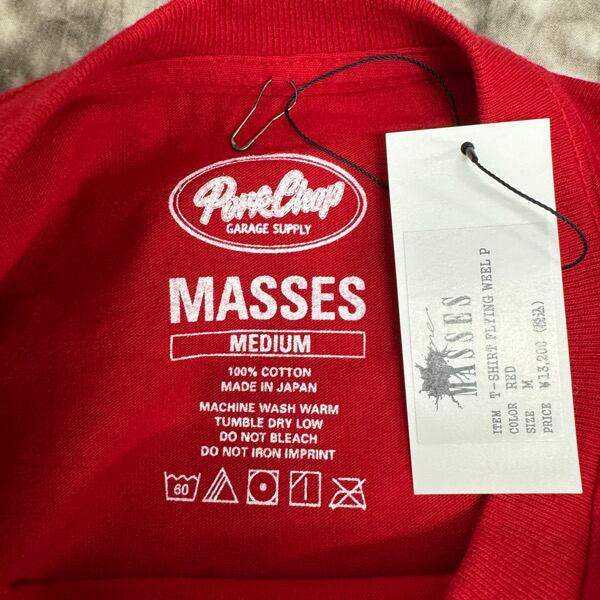 PorkChop
GARAGE SUPPLY
MASSES
MEDIUM
100% COTTON
MADE IN JAPAN
MACHINE WASH WARM
TUMBLE DRY LOW
DO NOT BLEACH
DO NOT IRON IMPRINT
60
MASSES
ITEM T-SHIRT FLYING WEEL P
COLOR RED
SIZE M
PRICE ¥13,200 (税込)